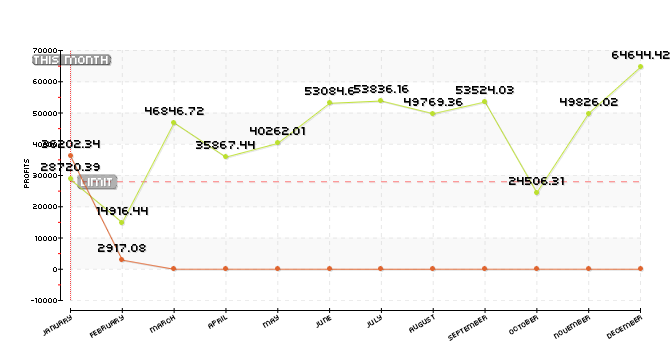 70000
THIS MONTH
64644.42
60000
53084.6
53836.16
53524.03
50000
46846.72
49769.36
49826.02
40000
36202.34
35867.44
40262.01
30000
28720.39
LIMIT
24506.31
20000
14916.44
10000
2917.08
0
-10000
PROFITS
JANUARY
FEBRUARY
MARCH
APRIL
MAY
JUNE
JULY
AUGUST
SEPTEMBER
OCTOBER
NOVEMBER
DECEMBER